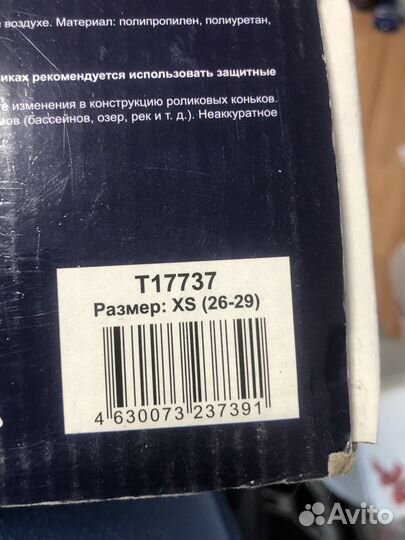 воздухе. Материал: полипропилен, полиуретан,
иках рекомендуется использовать защитные
е изменения в конструкцию роликовых коньков.
мов (бассейнов, озер, рек и т. д.). Неаккуратное
T17737
Размер: XS (26-29)
4 630073 237391
Avito